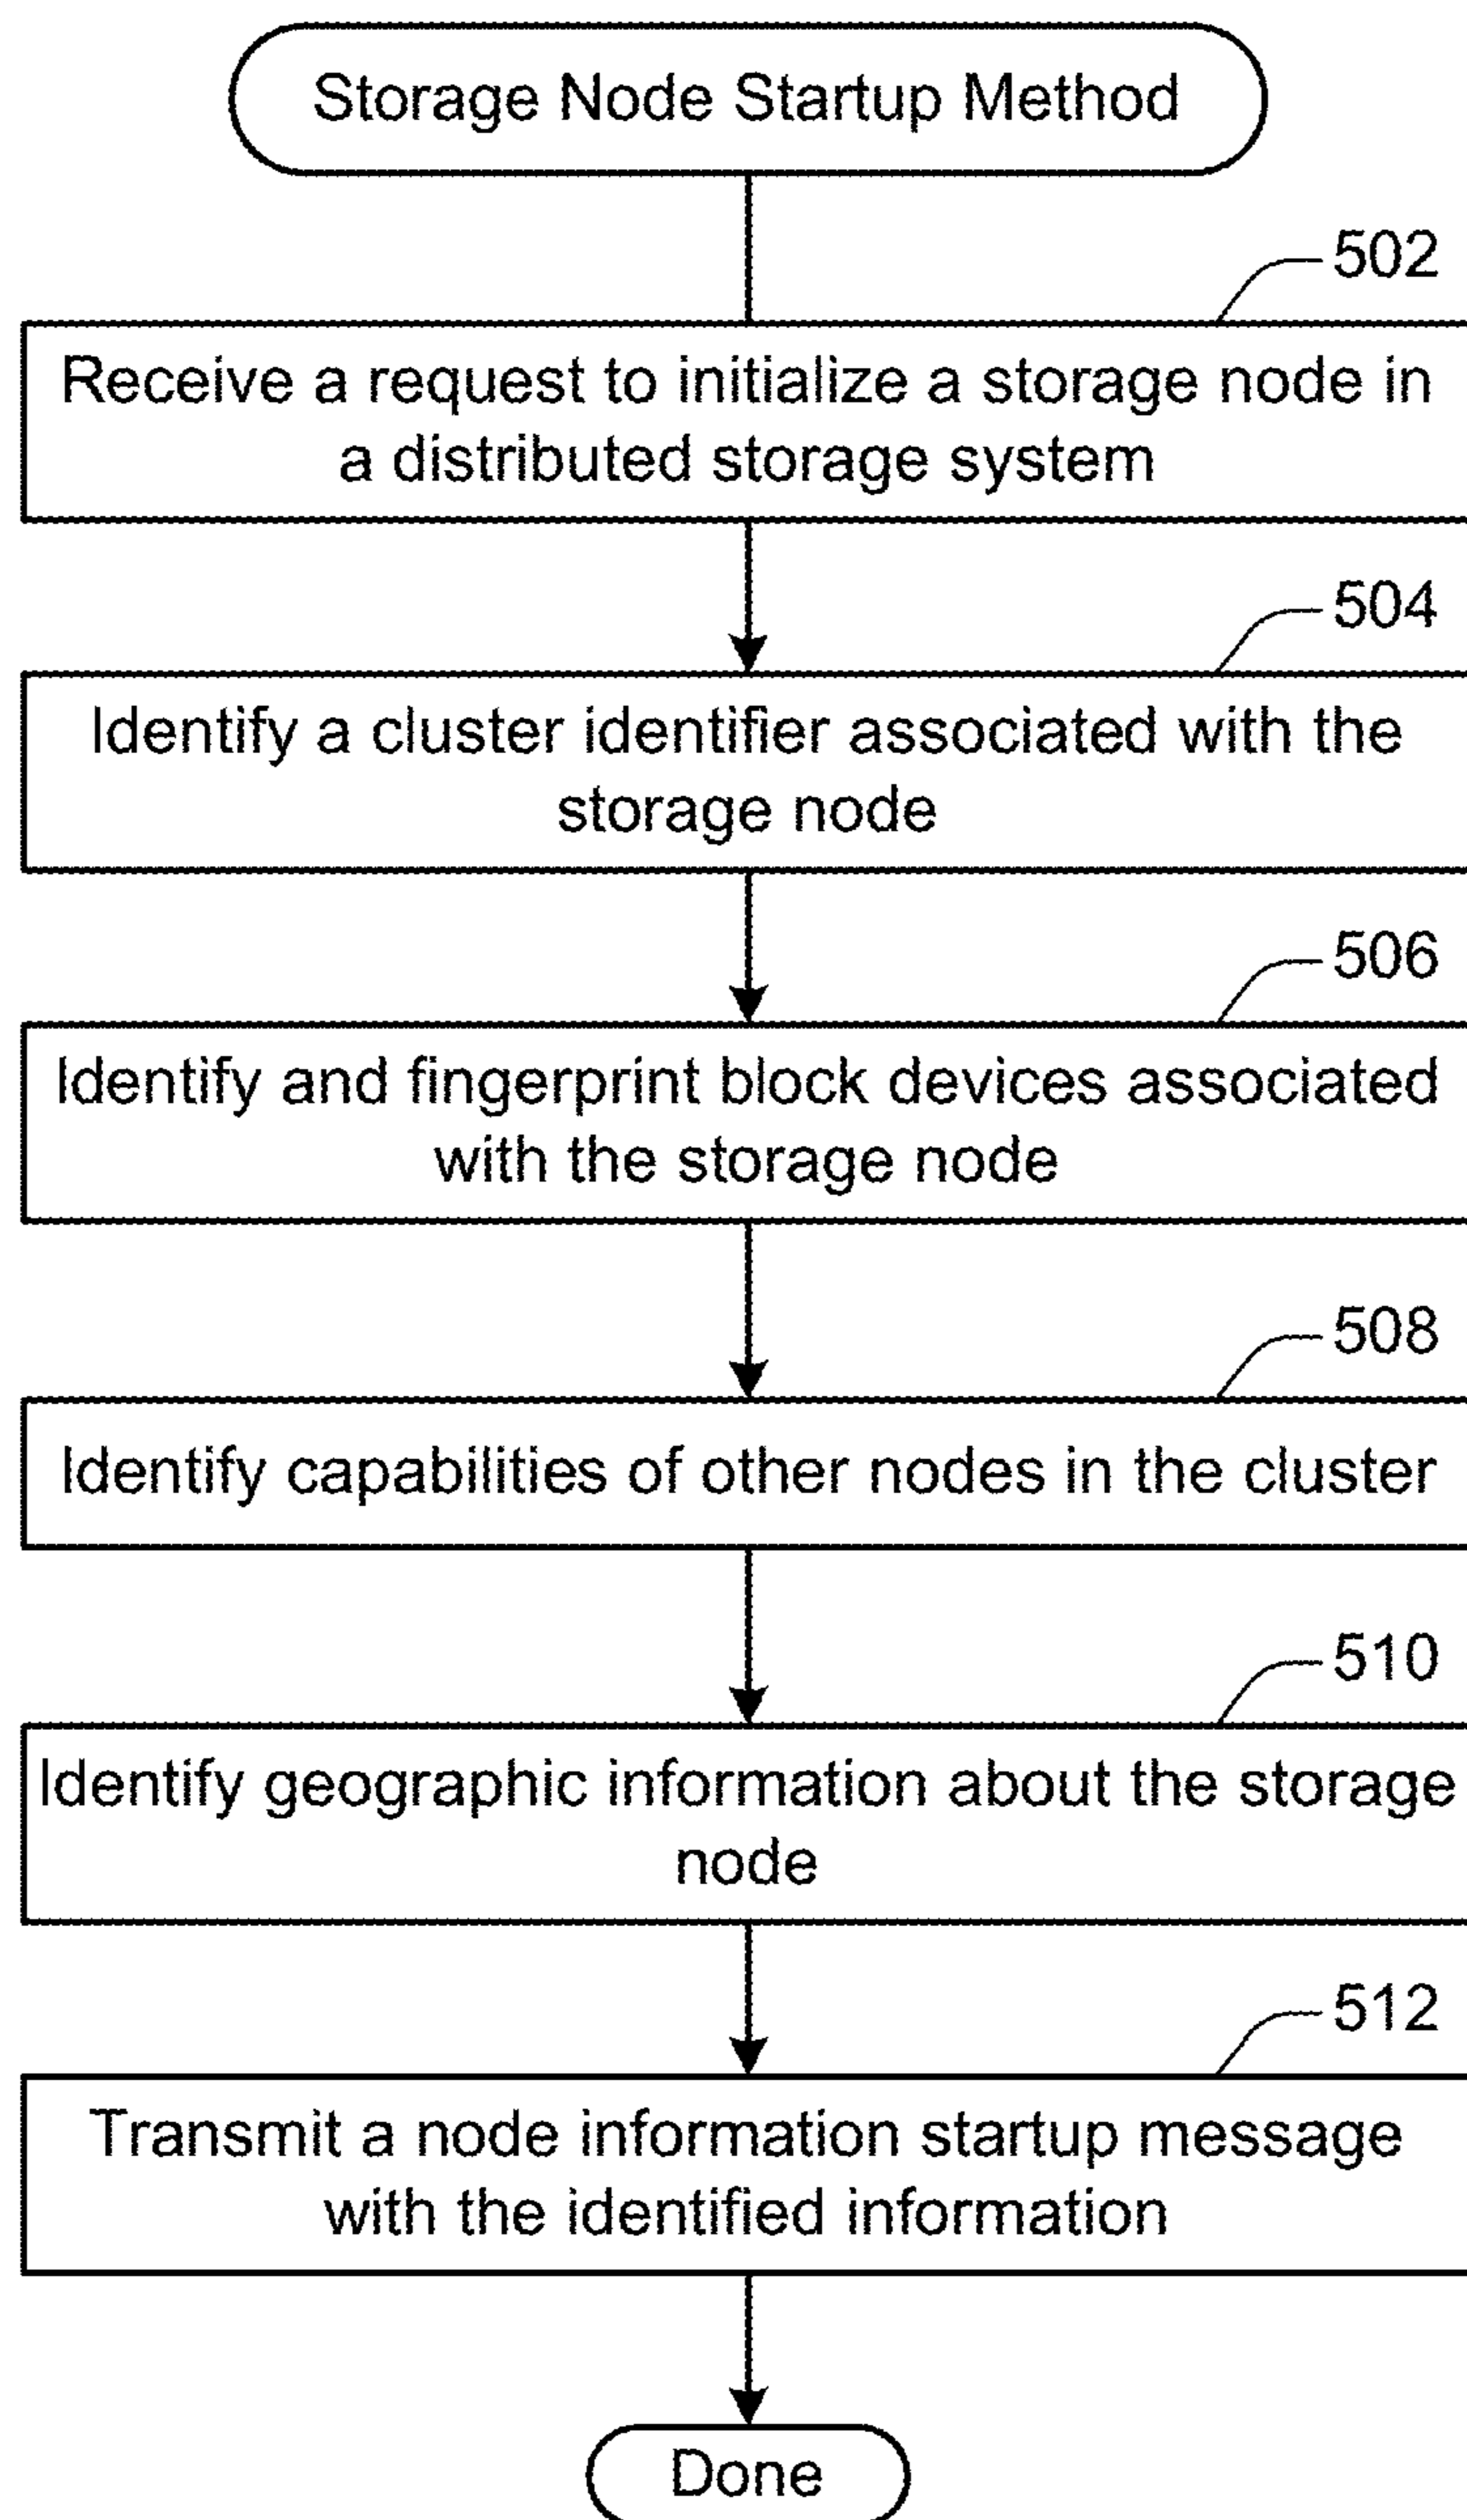 Storage Node Startup Method
502
Receive a request to initialize a storage node in
a distributed storage system
504
Identify a cluster identifier associated with the
storage node
506
Identify and fingerprint block devices associated
with the storage node
508
Identify capabilities of other nodes in the cluster
510
Identify geographic information about the storage
node
512
Transmit a node information startup message
with the identified information
Done